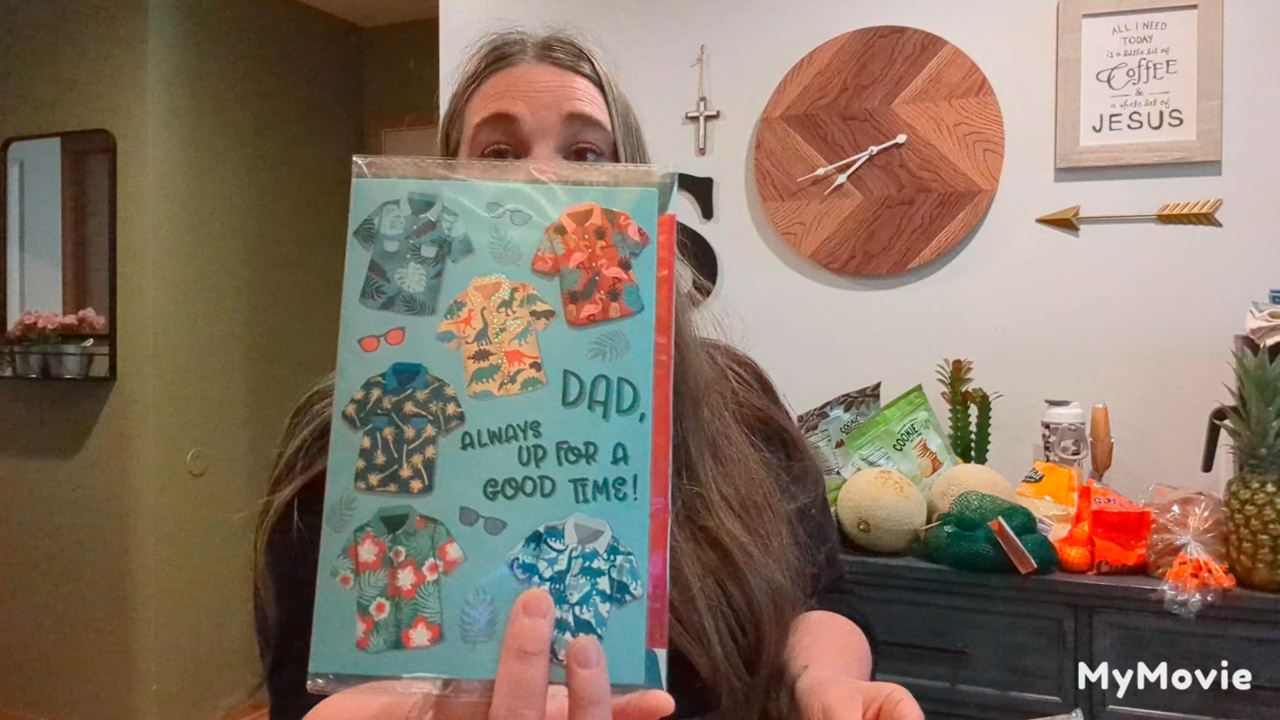 ALL I NEED
TODAY
is a little bit of
COFFEE
&
a whole lot of
JESUS
DAD,
ALWAYS
UP FOR A
GOOD TIME!
COOKIE
MyMovie